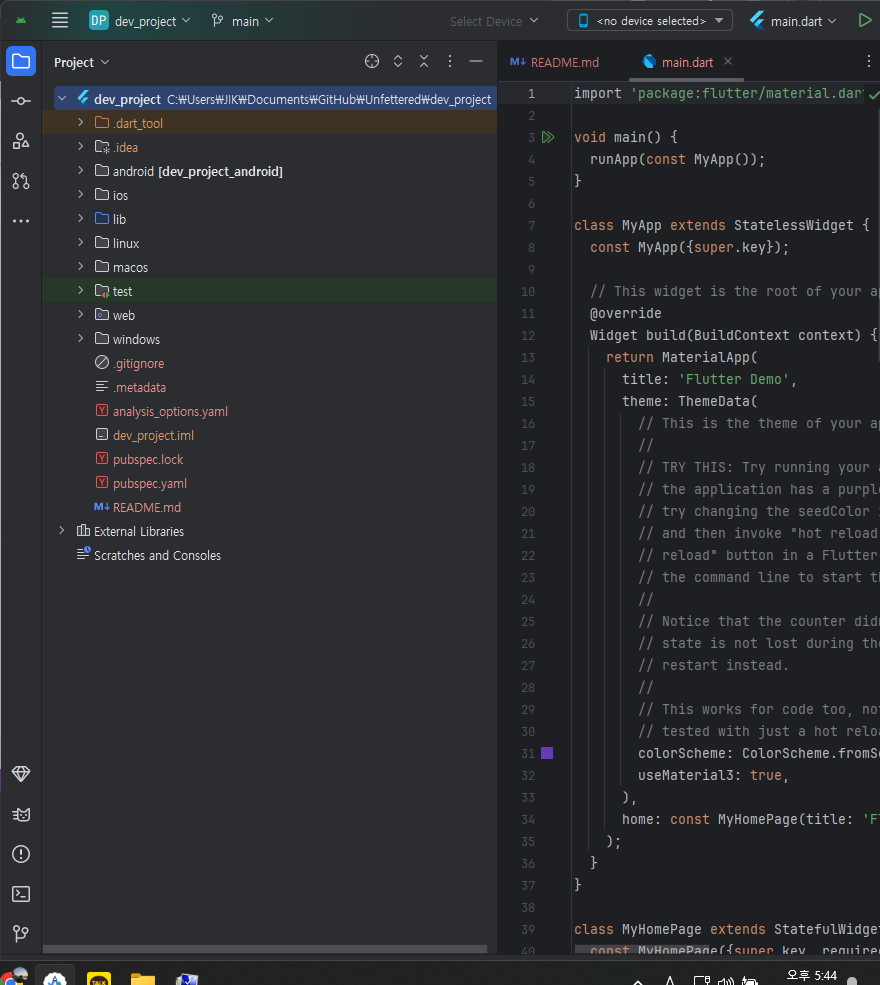 DP dev_project main Select Device <no device selected> main.dart
Project
README.md main.dart
dev_project C:₩Users₩JIK₩Documents₩GitHub₩Unfettered₩dev_project
.dart_tool
.idea
android [dev_project_android]
ios
lib
linux
macos
test
web
windows
.gitignore
.metadata
analysis_options.yaml
dev_project.iml
pubspec.lock
pubspec.yaml
M↓ README.md
External Libraries
Scratches and Consoles
1 import 'package:flutter/material.dar
2
3 void main() {
4 runApp(const MyApp());
5 }
6
7 class MyApp extends StatelessWidget {
8 const MyApp({super.key});
9
10 // This widget is the root of your ap
11 @override
12 Widget build(BuildContext context) {
13 return MaterialApp(
14 title: 'Flutter Demo',
15 theme: ThemeData(
16 // This is the theme of your ap
17 //
18 // TRY THIS: Try running your a
19 // the application has a purpl
20 // try changing the seedColor
21 // and then invoke "hot reload
22 // reload" button in a Flutter
23 // the command line to start th
24 //
25 // Notice that the counter didn
26 // state is not lost during the
27 // restart instead.
28 //
29 // This works for code too, no
30 // tested with just a hot reloa
31 colorScheme: ColorScheme.fromSe
32 useMaterial3: true,
33 ),
34 home: const MyHomePage(title: 'Fl
35 );
36 }
37 }
38
39 class MyHomePage extends StatefulWidget
40 const MyHomePage({super.key, required
TALK
A
오후 5:44